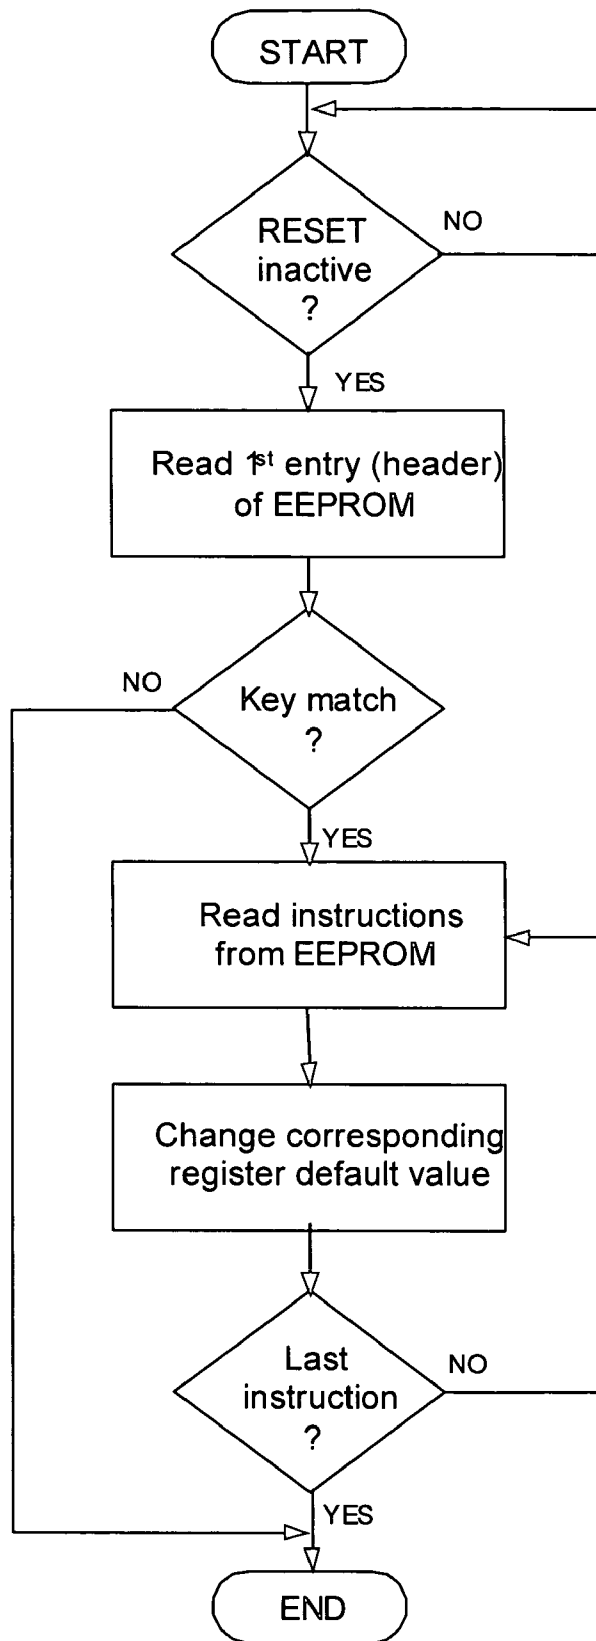 START
RESET
inactive
?
NO
YES
Read 1st entry (header)
of EEPROM
NO
Key match
?
YES
Read instructions
from EEPROM
Change corresponding
register default value
Last
instruction
?
NO
YES
END